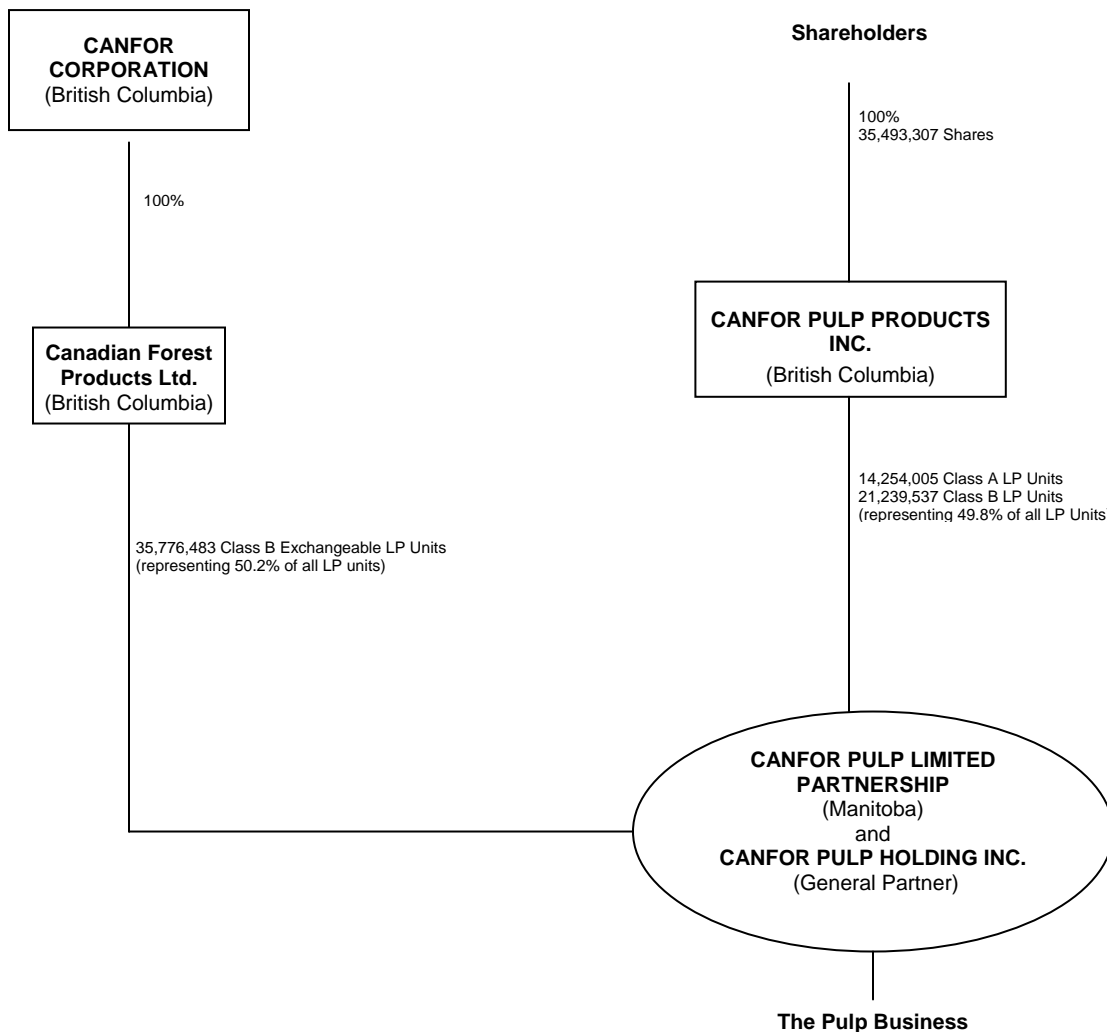 CANFOR
CORPORATION
(British Columbia)
100%
Canadian Forest
Products Ltd.
(British Columbia)
35,776,483 Class B Exchangeable LP Units
(representing 50.2% of all LP units)
Shareholders
100%
35,493,307 Shares
CANFOR PULP PRODUCTS
INC.
(British Columbia)
14,254,005 Class A LP Units
21,239,537 Class B LP Units
(representing 49.8% of all LP Units)
CANFOR PULP LIMITED
PARTNERSHIP
(Manitoba)
and
CANFOR PULP HOLDING INC.
(General Partner)
The Pulp Business